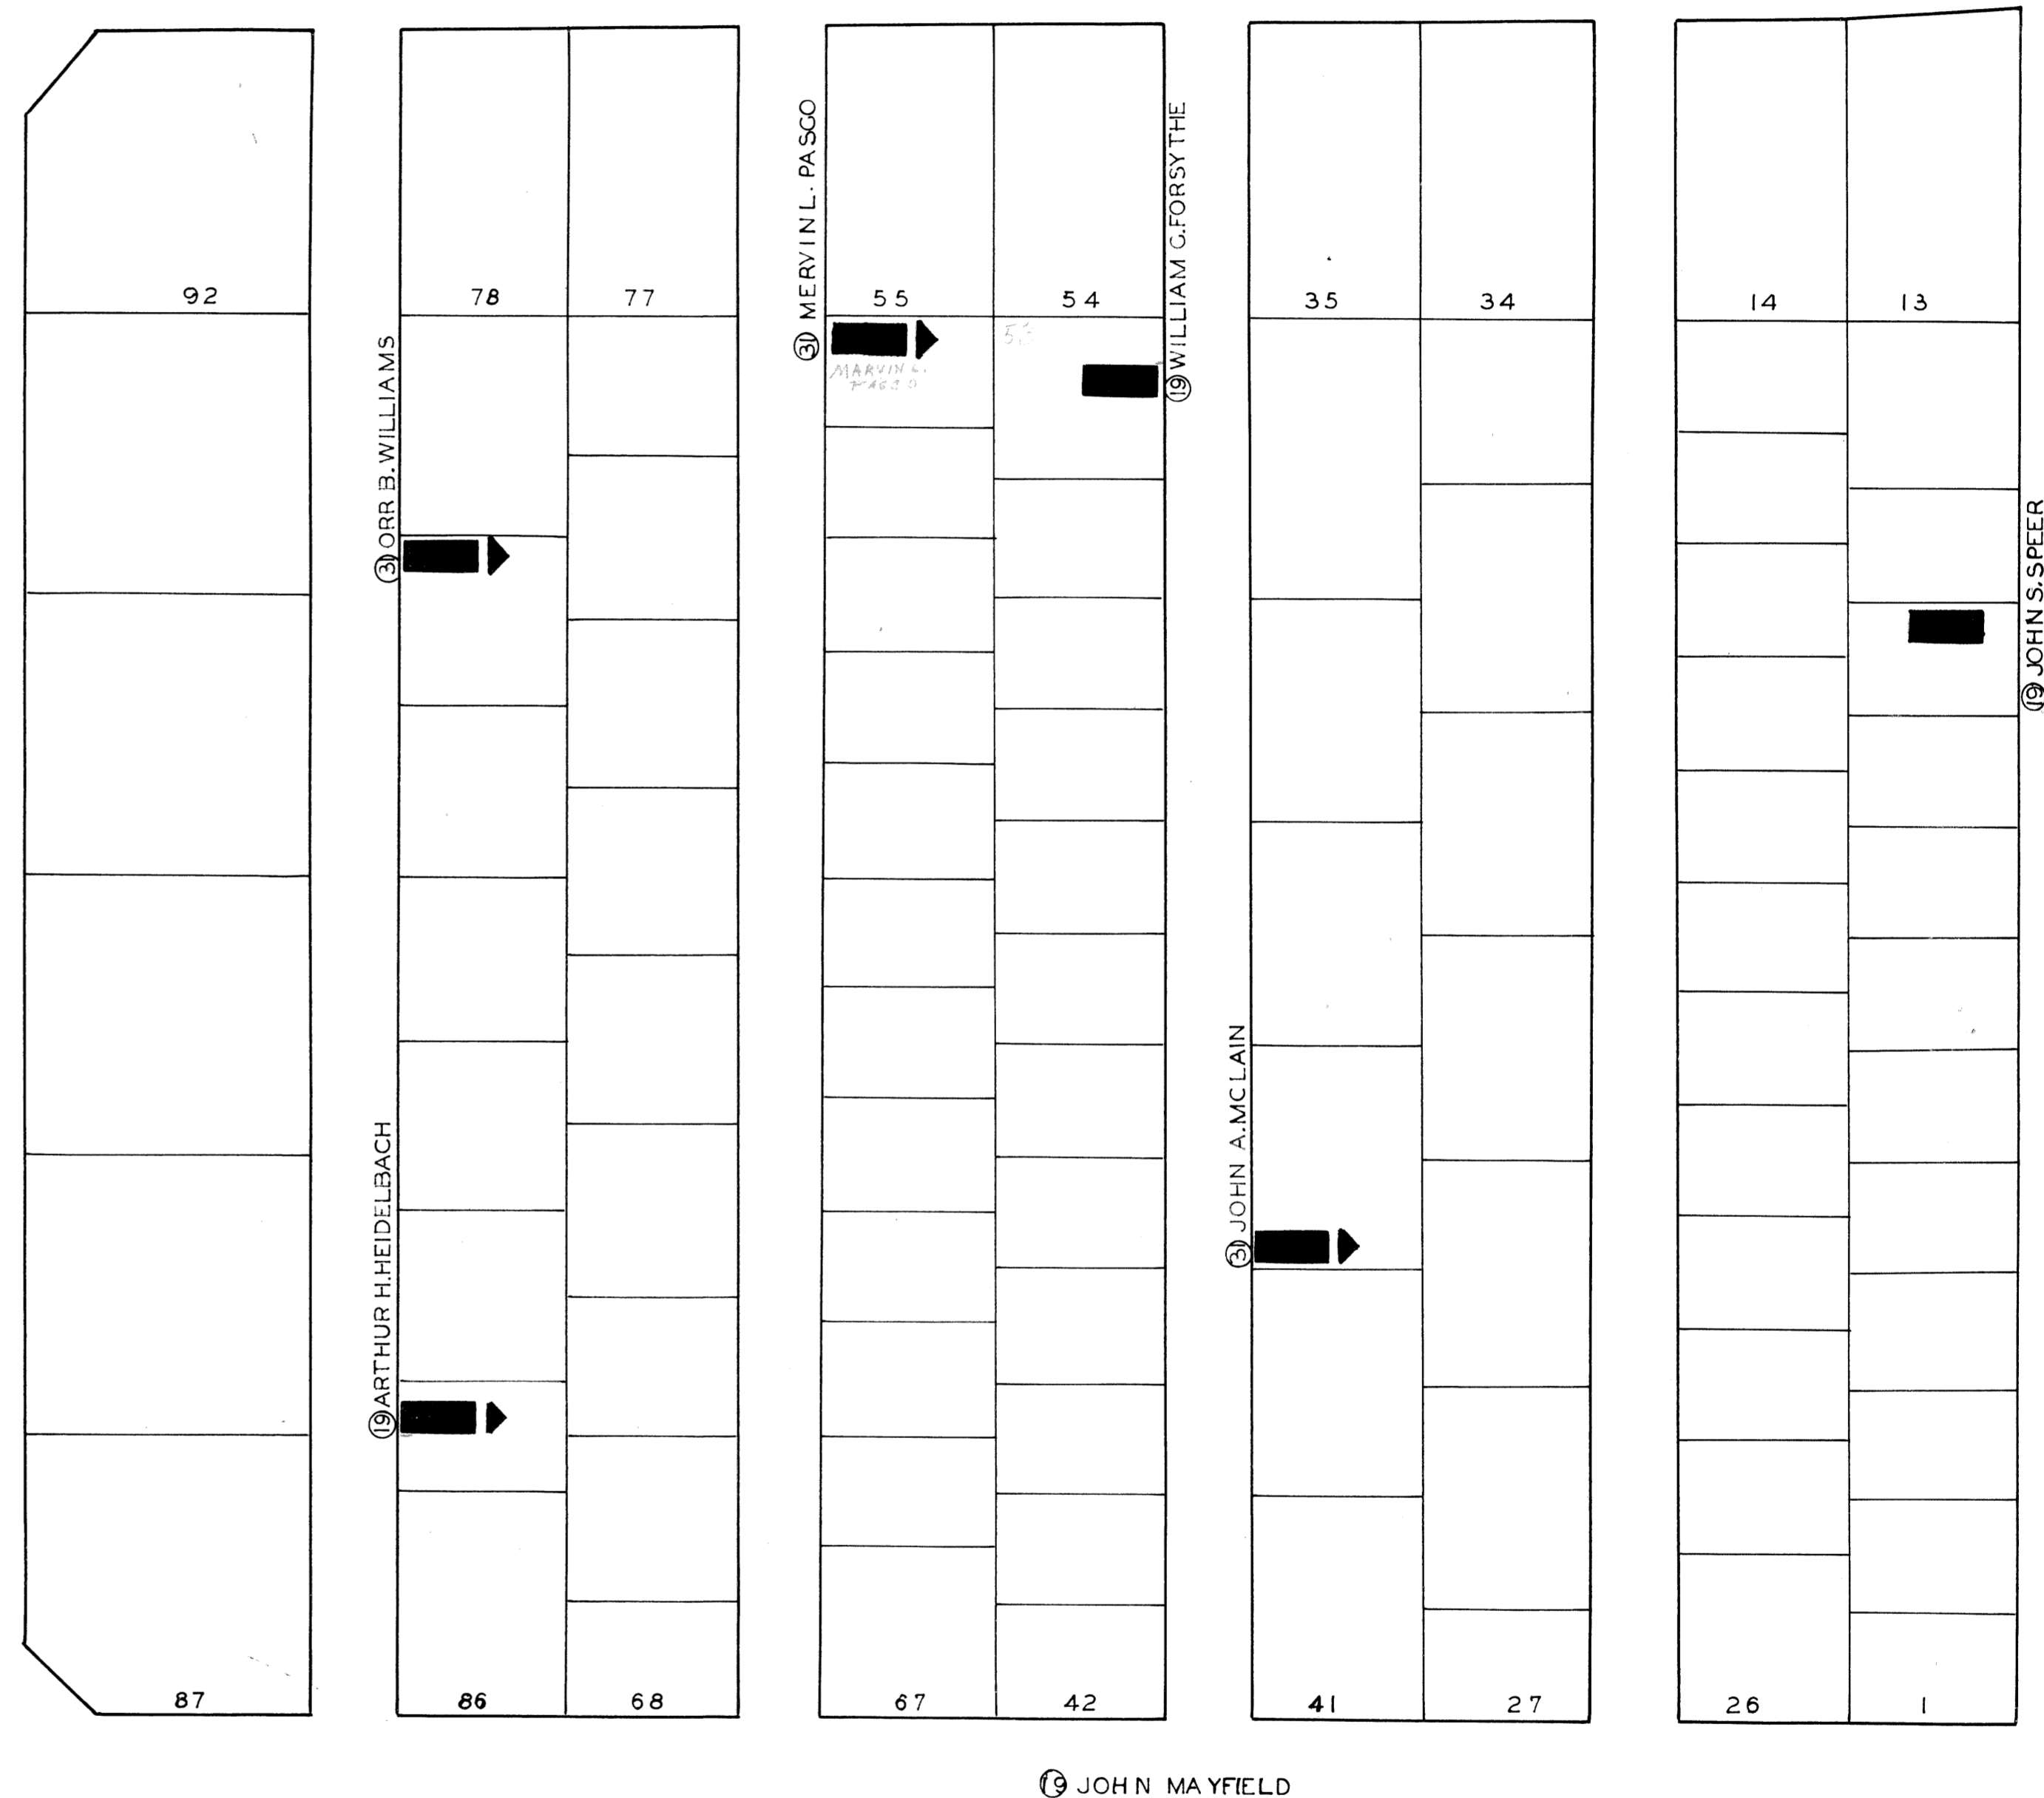 92
78
77
55
54
35
34
14
13
31 MERVIN L. PASCO
19 WILLIAM C. FORSYTHE
MARVIN L.
31 ORR B. WILLIAMS
19 JOHN S. SPEER
31 JOHN A. MCLAIN
19 ARTHUR H. HEIDELBACH
87
86
68
67
42
41
27
26
1
19 JOHN MAYFIELD